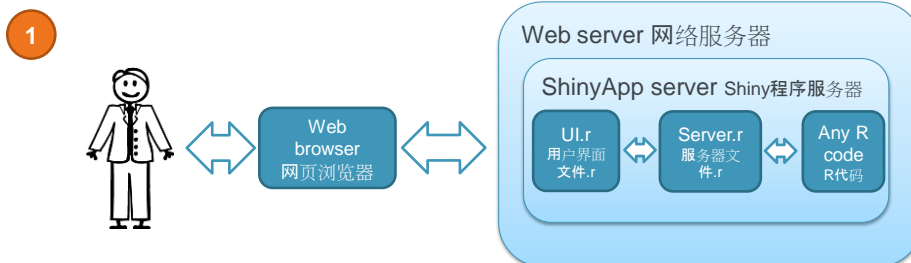 1
Web server 网络服务器
ShinyApp server Shiny程序服务器
Web
browser
网页浏览器
UI.r
用户界面
文件.r
Server.r
服务器文
件.r
Any R
code
R代码